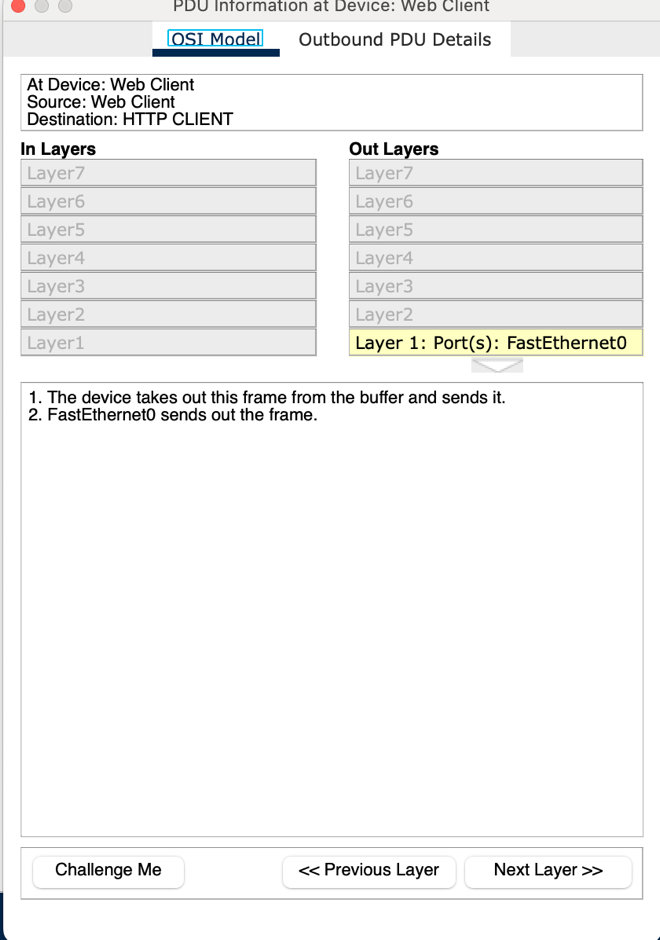 PDU Information at Device: Web Client
OSI Model Outbound PDU Details
At Device: Web Client
Source: Web Client
Destination: HTTP CLIENT
In Layers Out Layers
Layer7 Layer7
Layer6 Layer6
Layer5 Layer5
Layer4 Layer4
Layer3 Layer3
Layer2 Layer2
Layer1 Layer 1: Port(s): FastEthernet0
1. The device takes out this frame from the buffer and sends it.
2. FastEthernet0 sends out the frame.
Challenge Me << Previous Layer Next Layer >>